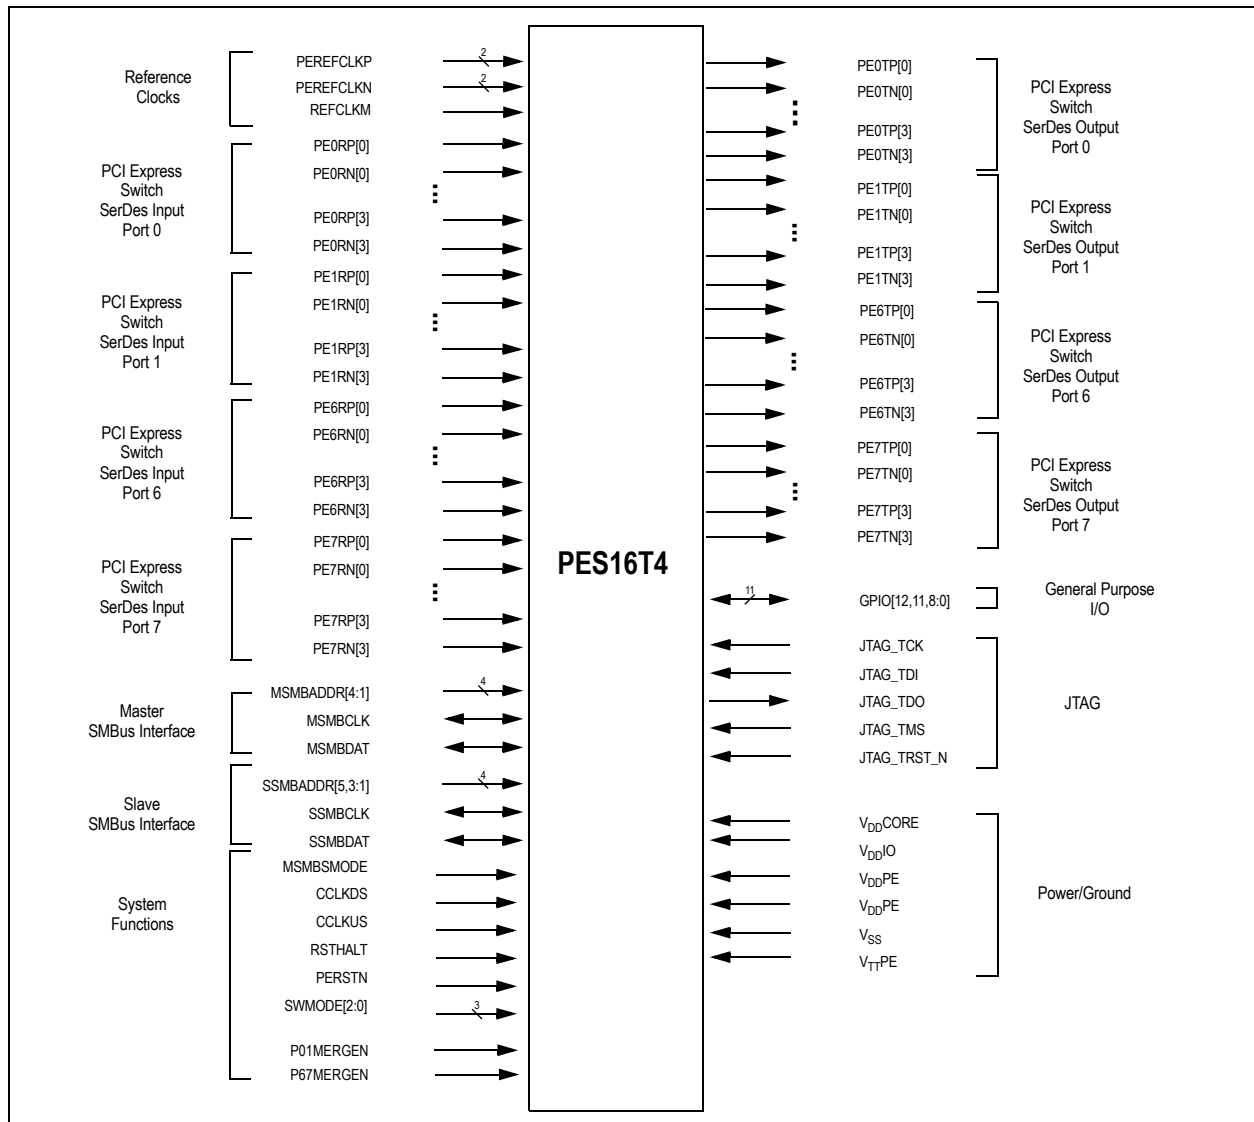 Reference
Clocks
PEREFCLKP
2
PEREFCLKN
2
REFCLKM
PCI Express
Switch
SerDes Input
Port 0
PE0RP[0]
PE0RN[0]
PE0RP[3]
PE0RN[3]
PCI Express
Switch
SerDes Input
Port 1
PE1RP[0]
PE1RN[0]
PE1RP[3]
PE1RN[3]
PCI Express
Switch
SerDes Input
Port 6
PE6RP[0]
PE6RN[0]
PE6RP[3]
PE6RN[3]
PCI Express
Switch
SerDes Input
Port 7
PE7RP[0]
PE7RN[0]
PE7RP[3]
PE7RN[3]
Master
SMBus Interface
MSMBADDR[4:1]
4
MSMBCLK
MSMBDAT
Slave
SMBus Interface
SSMBADDR[5,3:1]
4
SSMBCLK
SSMBDAT
System
Functions
MSMBSMODE
CCLKDS
CCLKUS
RSTHALT
PERSTN
SWMODE[2:0]
3
P01MERGEN
P67MERGEN
PES16T4
PE0TP[0]
PE0TN[0]
PE0TP[3]
PE0TN[3]
PCI Express
Switch
SerDes Output
Port 0
PE1TP[0]
PE1TN[0]
PE1TP[3]
PE1TN[3]
PCI Express
Switch
SerDes Output
Port 1
PE6TP[0]
PE6TN[0]
PE6TP[3]
PE6TN[3]
PCI Express
Switch
SerDes Output
Port 6
PE7TP[0]
PE7TN[0]
PE7TP[3]
PE7TN[3]
PCI Express
Switch
SerDes Output
Port 7
11
GPIO[12,11,8:0]
General Purpose
I/O
JTAG_TCK
JTAG_TDI
JTAG_TDO
JTAG_TMS
JTAG_TRST_N
JTAG
VDDCORE
VDDIO
VDDPE
VDDPE
VSS
VTTPE
Power/Ground